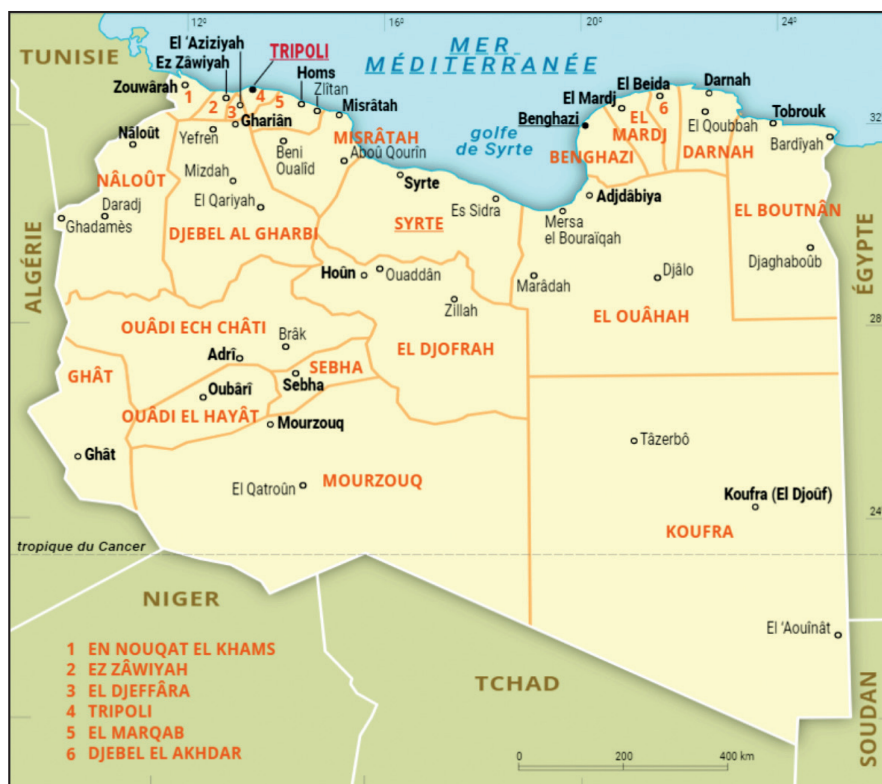 12°
16°
20°
24°
TUNISIE
El ‘Aziziyah
Ez Zâwiyah
TRIPOLI
MER
MÉDITERRANÉE
Zouwârah
Homs
Zlîtan
Misrâtah
El Beida
Darnah
El Mardj
Benghazi
El Qoubbah
Tobrouk
Bardîyah
32°
1
2
3
4
5
6
Nâloût
Yefren
Ghariân
MISRÂTAH
golfe
de Syrte
EL
MARDJ
BENGHAZI
DARNAH
Mizdah
Beni
Oualîd
Aboû Qourîn
NÂLOÛT
Syrte
Adjdâbiya
Daradj
Ghadamès
El Qariyah
DJEBEL AL GHARBI
SYRTE
Es Sidra
Mersa
el Bouraïqah
EL BOUTNÂN
Djaghaboûb
ALGÉRIE
ÉGYPTE
Hoûn
Ouaddân
Zillah
Marâdah
Djâlo
EL OUÂHAH
28°
OUÂDI ECH CHÂTI
Brâk
Adrî
EL DJOFRAH
GHÂT
SEBHA
Sebha
Oubârî
OUÂDI EL HAYÂT
Mourzouq
Ghât
El Qatroûn
MOURZOUQ
Tâzerbô
Koufra (El Djoûf)
KOUFRA
24°
tropique du Cancer
NIGER
TCHAD
El ‘Aouînât
SOUDAN
1 EN NOUQAT EL KHAMS
2 EZ ZÂWIYAH
3 EL DJEFFÂRA
4 TRIPOLI
5 EL MARQAB
6 DJEBEL EL AKHDAR
0 200 400 km